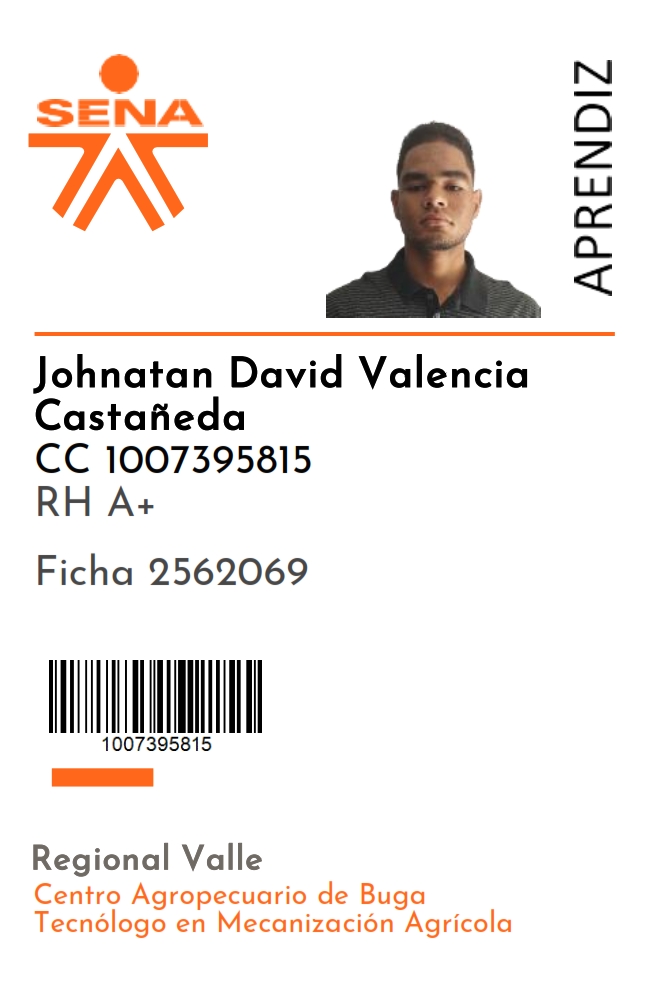 SENA
APRENDIZ
Johnatan David Valencia
Castañeda
CC 1007395815
RH A+
Ficha 2562069
1007395815
Regional Valle
Centro Agropecuario de Buga
Tecnólogo en Mecanización Agrícola